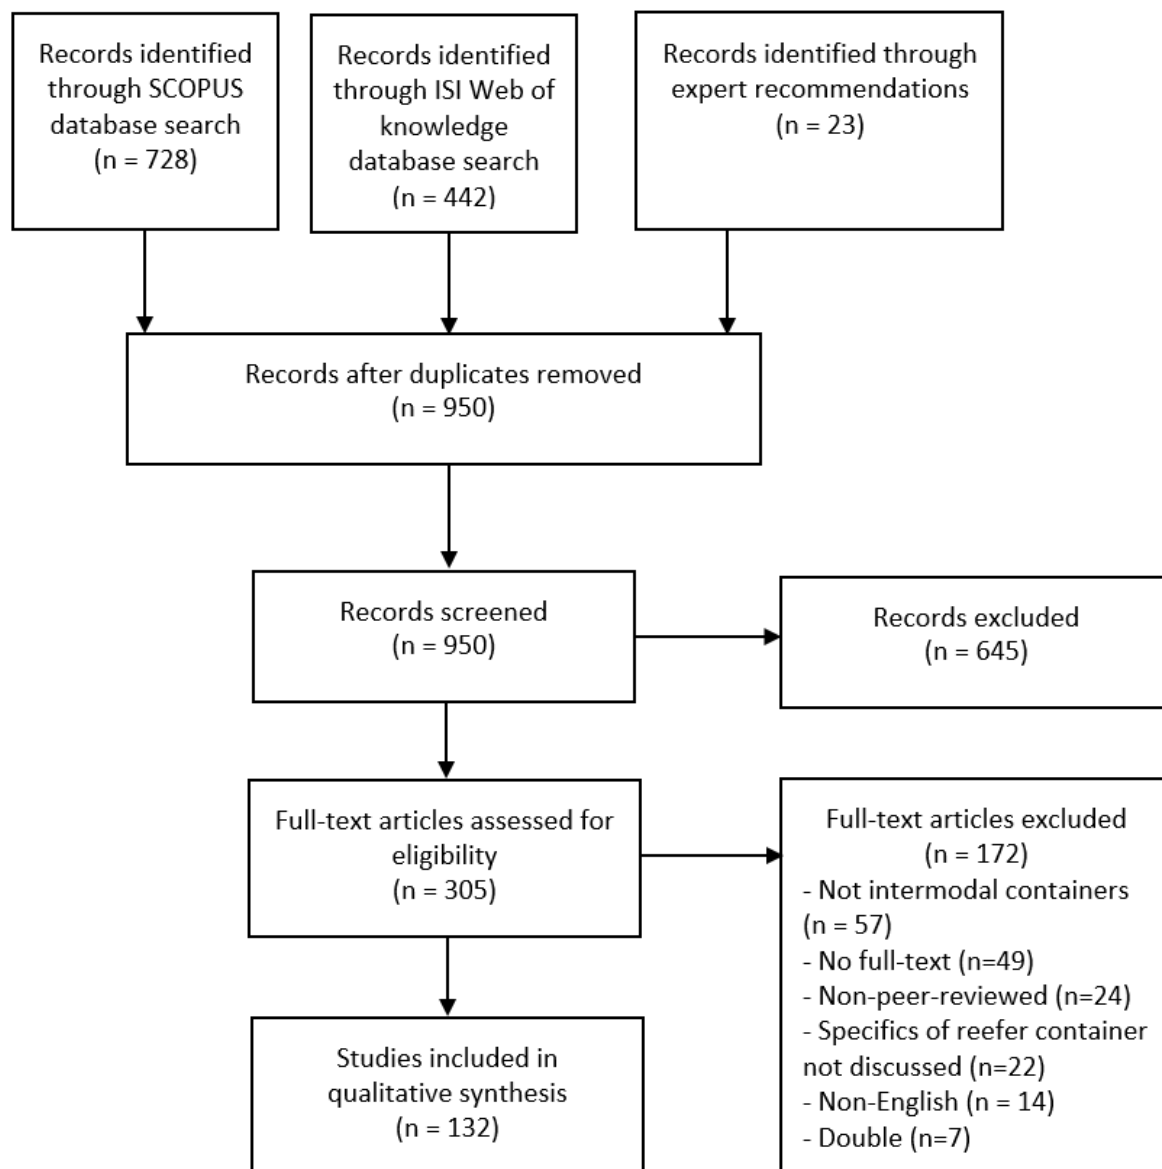 Records identified
through SCOPUS
database search
(n = 728)
Records identified
through ISI Web of
knowledge
database search
(n = 442)
Records identified through
expert recommendations
(n = 23)
Records after duplicates removed
(n = 950)
Records screened
(n = 950)
Records excluded
(n = 645)
Full-text articles assessed for
eligibility
(n = 305)
Full-text articles excluded
(n = 172)
- Not intermodal containers
(n = 57)
- No full-text (n=49)
- Non-peer-reviewed (n=24)
- Specifics of reefer container
not discussed (n=22)
- Non-English (n = 14)
- Double (n=7)
Studies included in
qualitative synthesis
(n = 132)